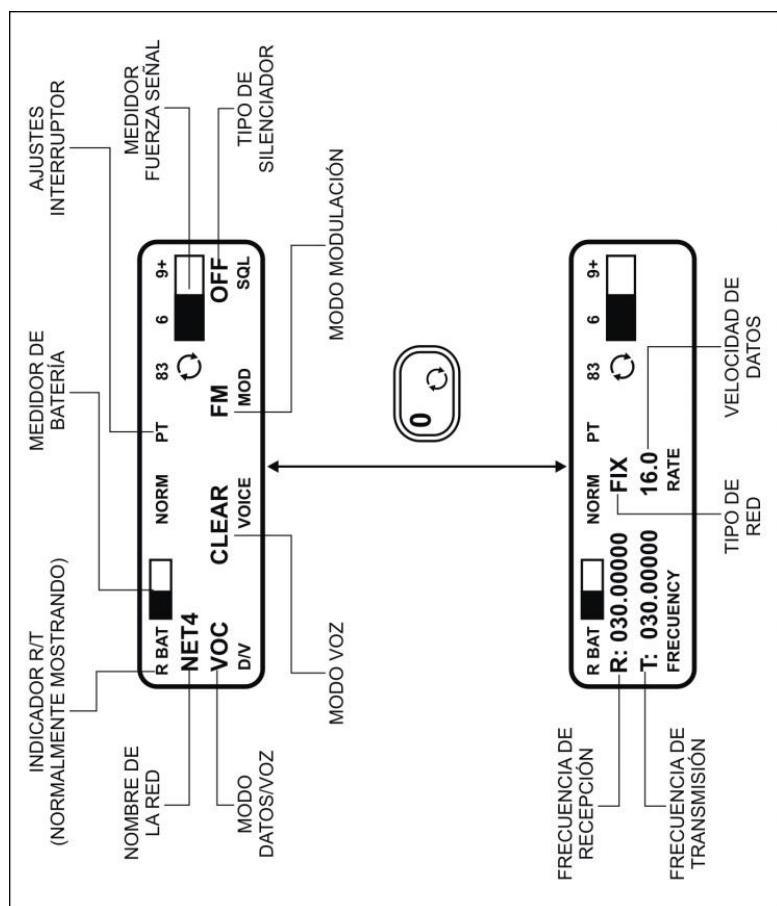 INDICADOR R/T
(NORMALMENTE MOSTRANDO)
MEDIDOR DE
BATERÍA
AJUSTES
INTERRUPTOR
NOMBRE DE
LA RED
MEDIDOR
FUERZA SEÑAL
R BAT NORM PT 83 6 9+
NET4
VOC CLEAR FM OFF
D/V VOICE MOD SQL
MODO
DATOS/VOZ
TIPO DE
SILENCIADOR
MODO VOZ
MODO MODULACIÓN
0
FRECUENCIA DE
RECEPCIÓN
R BAT NORM PT 83 6 9+
R: 030.00000 FIX
T: 030.00000 16.0
FRECUENCY RATE
FRECUENCIA DE
TRANSMISIÓN
TIPO DE
RED
VELOCIDAD DE
DATOS